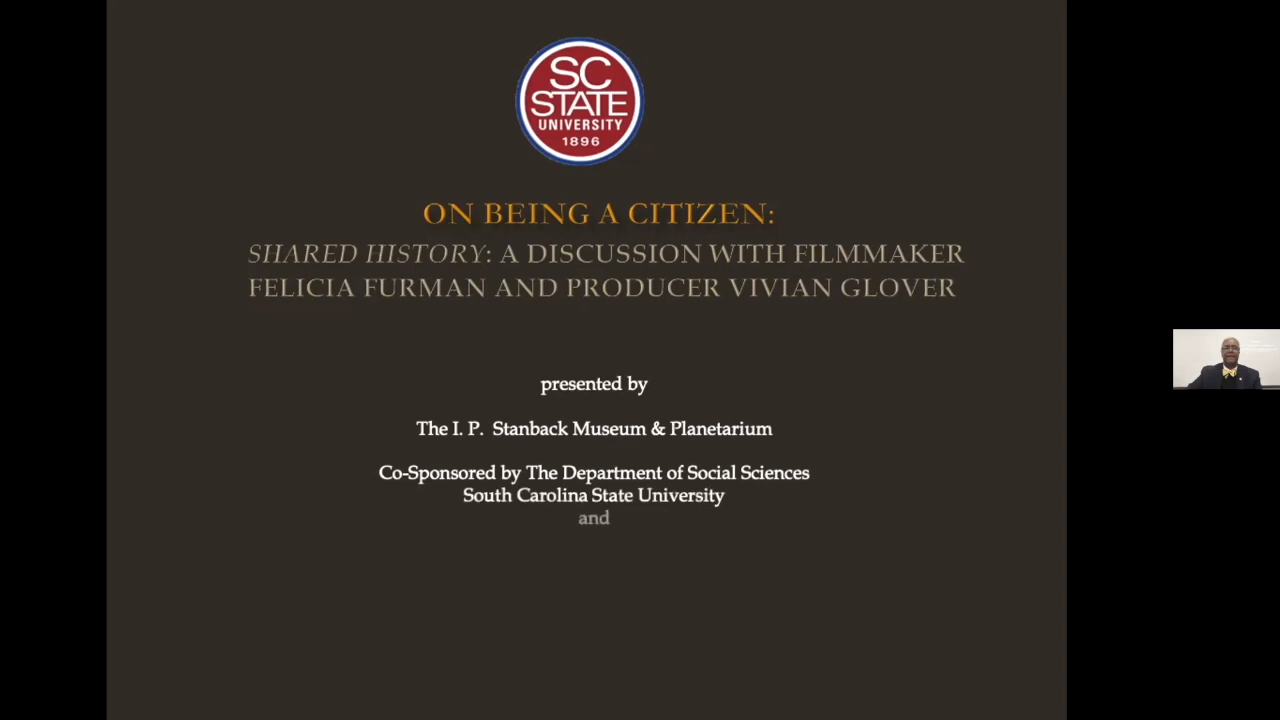 SC
STATE
UNIVERSITY
1896
ON BEING A CITIZEN:
SHARED HISTORY: A DISCUSSION WITH FILMMAKER
FELICIA FURMAN AND PRODUCER VIVIAN GLOVER
presented by
The I. P. Stanback Museum & Planetarium
Co-Sponsored by The Department of Social Sciences
South Carolina State University
and